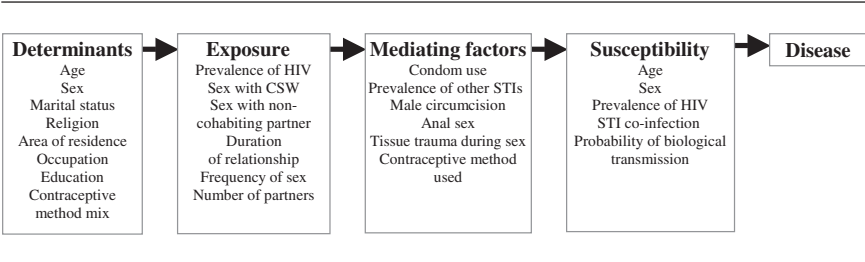 Determinants
Age
Sex
Marital status
Religion
Area of residence
Occupation
Education
Contraceptive
method mix
Exposure
Prevalence of HIV
Sex with CSW
Sex with non-
cohabiting partner
Duration
of relationship
Frequency of sex
Number of partners
Mediating factors
Condom use
Prevalence of other STIs
Male circumcision
Anal sex
Tissue trauma during sex
Contraceptive method
used
Susceptibility
Age
Sex
Prevalence of HIV
STI co-infection
Probability of biological
transmission
Disease